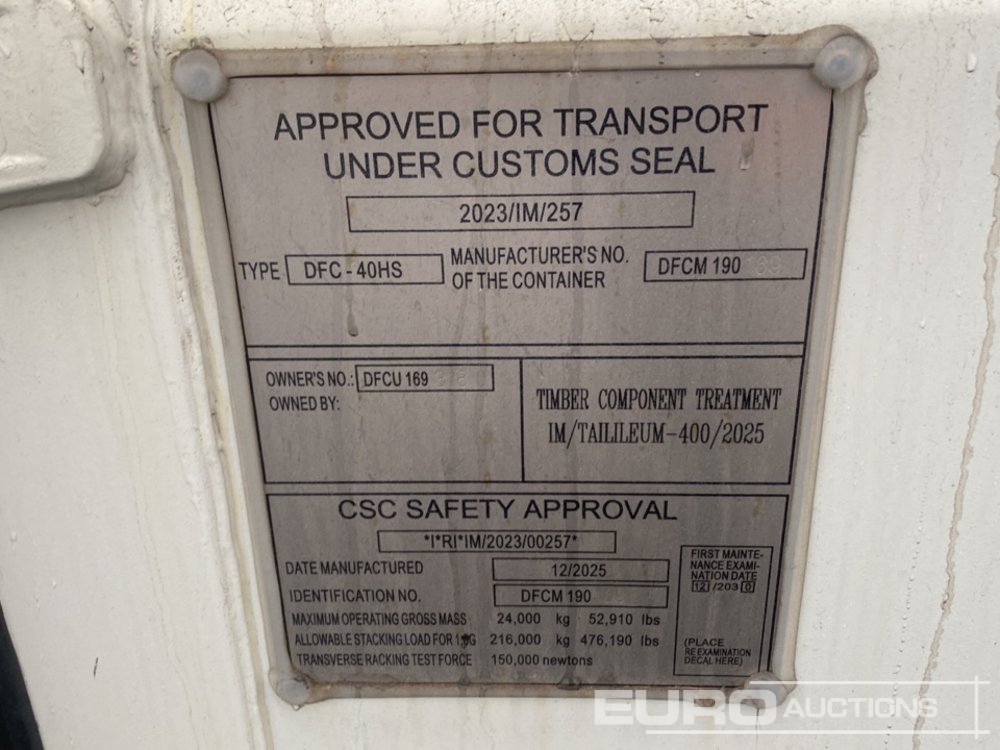 APPROVED FOR TRANSPORT
UNDER CUSTOMS SEAL
2023/IM/257
TYPE DFC - 40HS
MANUFACTURER'S NO.
OF THE CONTAINER
DFCM 190
OWNER'S NO.: DFCU 169
OWNED BY:
TIMBER COMPONENT TREATMENT
IM/TAILILEUM-400/2025
CSC SAFETY APPROVAL
*I*RI*IM/2023/00257*
DATE MANUFACTURED 12/2025
IDENTIFICATION NO. DFCM 190
MAXIMUM OPERATING GROSS MASS 24,000 kg 52,910 lbs
ALLOWABLE STACKING LOAD FOR 1.8G 216,000 kg 476,190 lbs
TRANSVERSE RACKING TEST FORCE 150,000 newtons
FIRST MAINTE-
NANCE EXAMI-
NATION DATE
12 /203 0
(PLACE
RE EXAMINATION
DECAL HERE)
EURO AUCTIONS